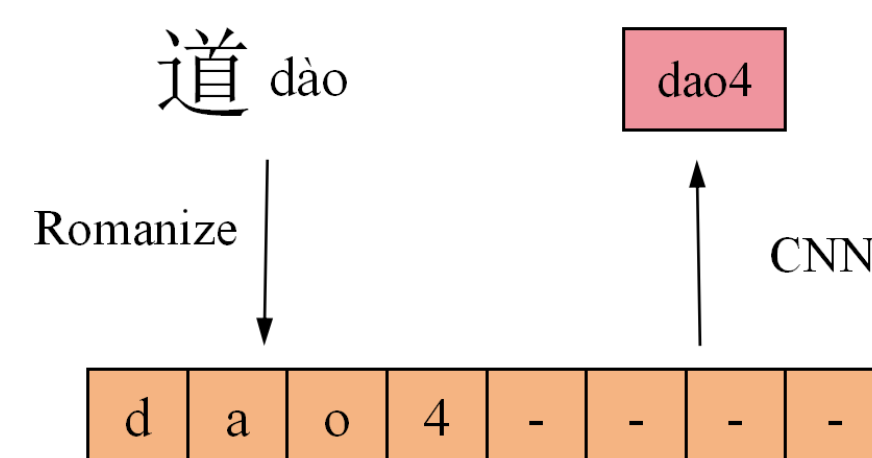 道 dào
dao4
Romanize
CNN
d a o 4 - - - -